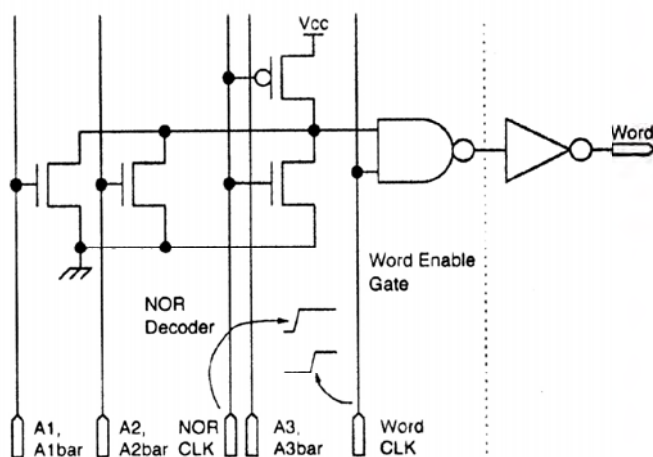 Vcc
Word
Word Enable
Gate
NOR
Decoder
A1,
A1bar
A2,
A2bar
NOR
CLK
A3,
A3bar
Word
CLK